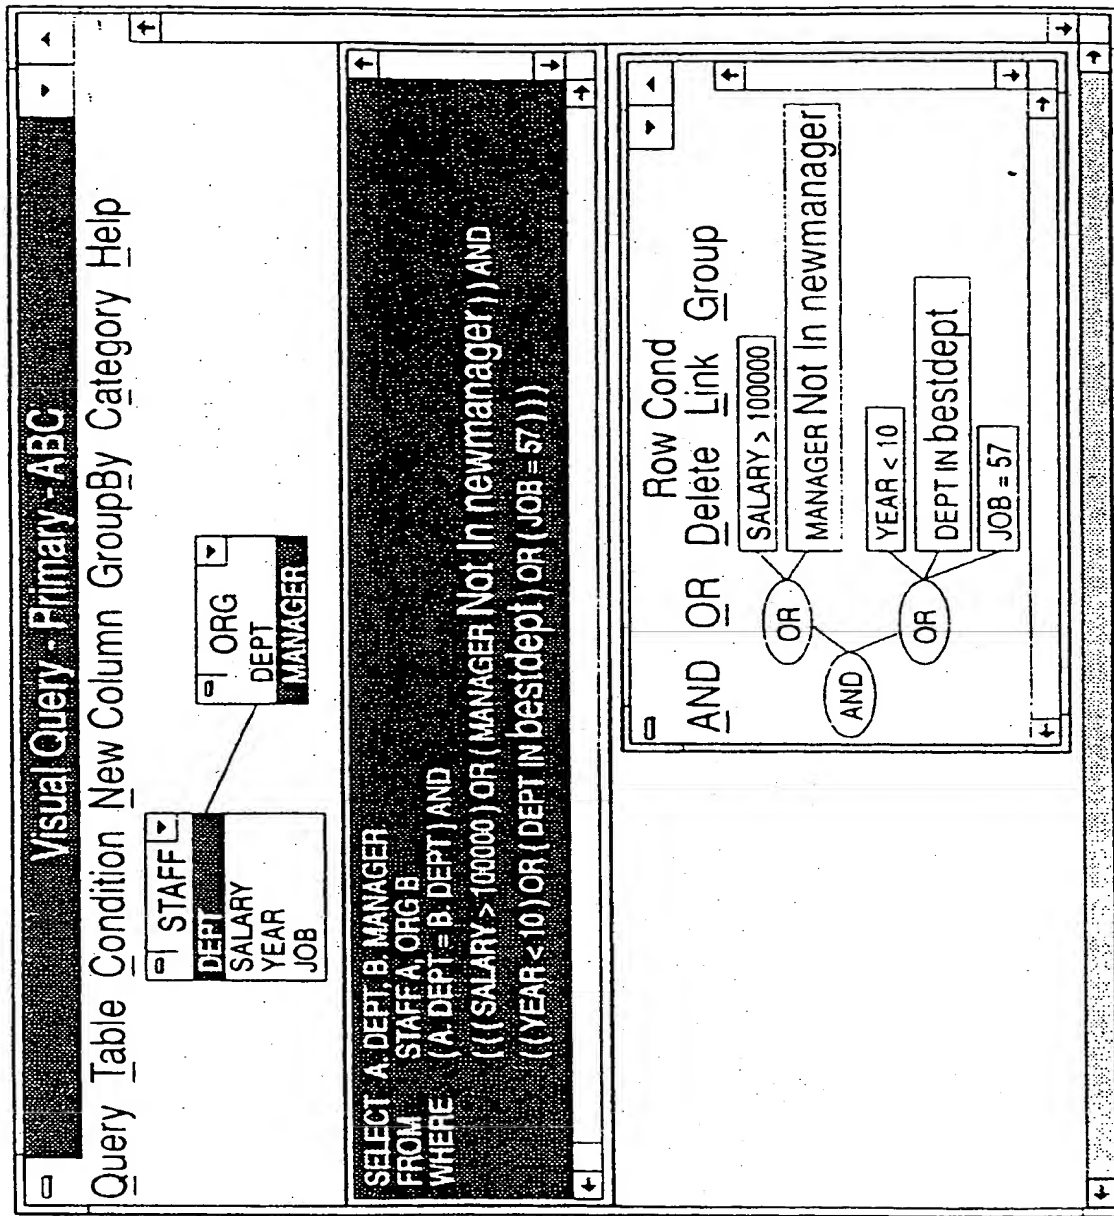 Visual Query - Primary - ABC
Query Table Condition New Column GroupBy Category Help
STAFF
DEPT
SALARY
YEAR
JOB
ORG
DEPT
MANAGER
SELECT A. DEPT, B. MANAGER
FROM STAFF A, ORG B
WHERE. (A. DEPT = B. DEPT) AND
(((SALARY > 100000) OR (MANAGER Not In newmanager)) AND
((YEAR < 10) OR (DEPT IN bestdept) OR (JOB = 57)))
Row Cond
AND OR Delete Link Group
SALARY > 100000
MANAGER Not In newmanager
OR
AND
YEAR < 10
DEPT IN bestdept
JOB = 57
OR